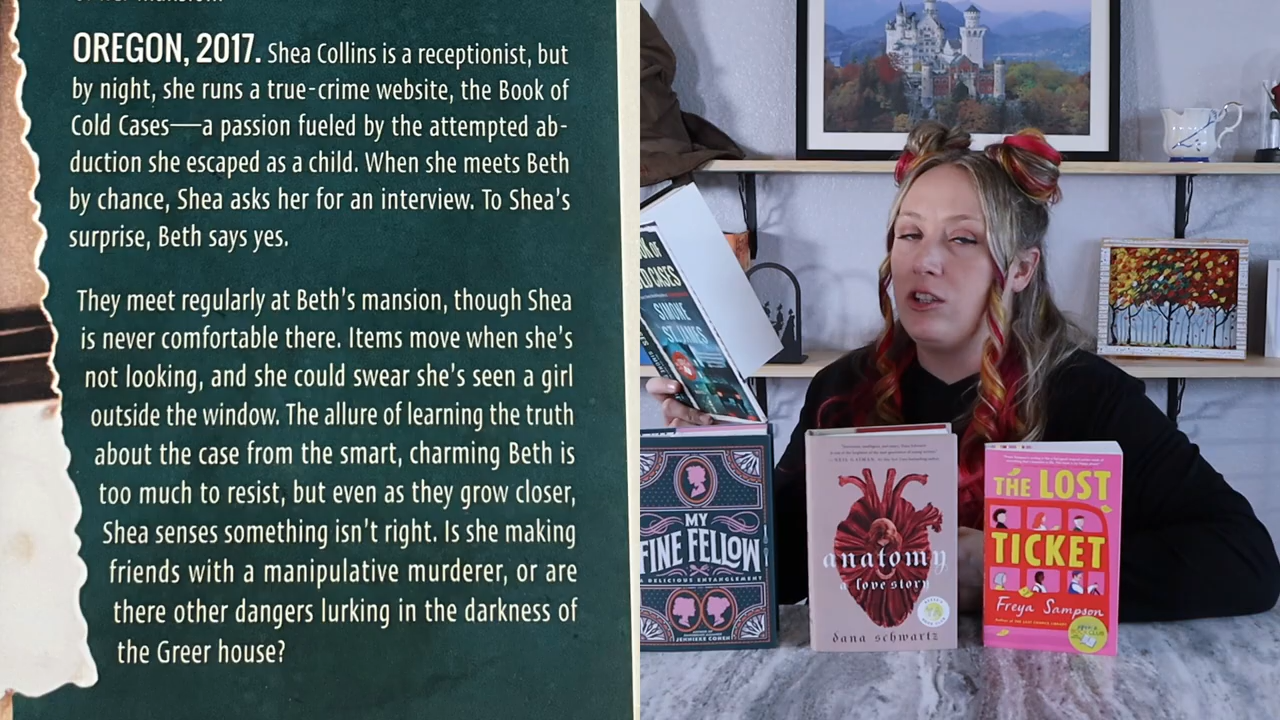 OREGON, 2017. Shea Collins is a receptionist, but
by night, she runs a true-crime website, the Book of
Cold Cases—a passion fueled by the attempted ab-
duction she escaped as a child. When she meets Beth
by chance, Shea asks her for an interview. To Shea's
surprise, Beth says yes.
They meet regularly at Beth's mansion, though Shea
is never comfortable there. Items move when she's
not looking, and she could swear she's seen a girl
outside the window. The allure of learning the truth
about the case from the smart, charming Beth is
too much to resist, but even as they grow closer,
Shea senses something isn't right. Is she making
friends with a manipulative murderer, or are
there other dangers lurking in the darkness of
the Greer house?
SIMONE
ST. JAMES
MY
FINE FELLOW
A DELICIOUS ENTANGLEMENT
JENNIEKE COHEN
anatomy
a love story
dana schwartz
THE LOST
TICKET
Freya Sampson